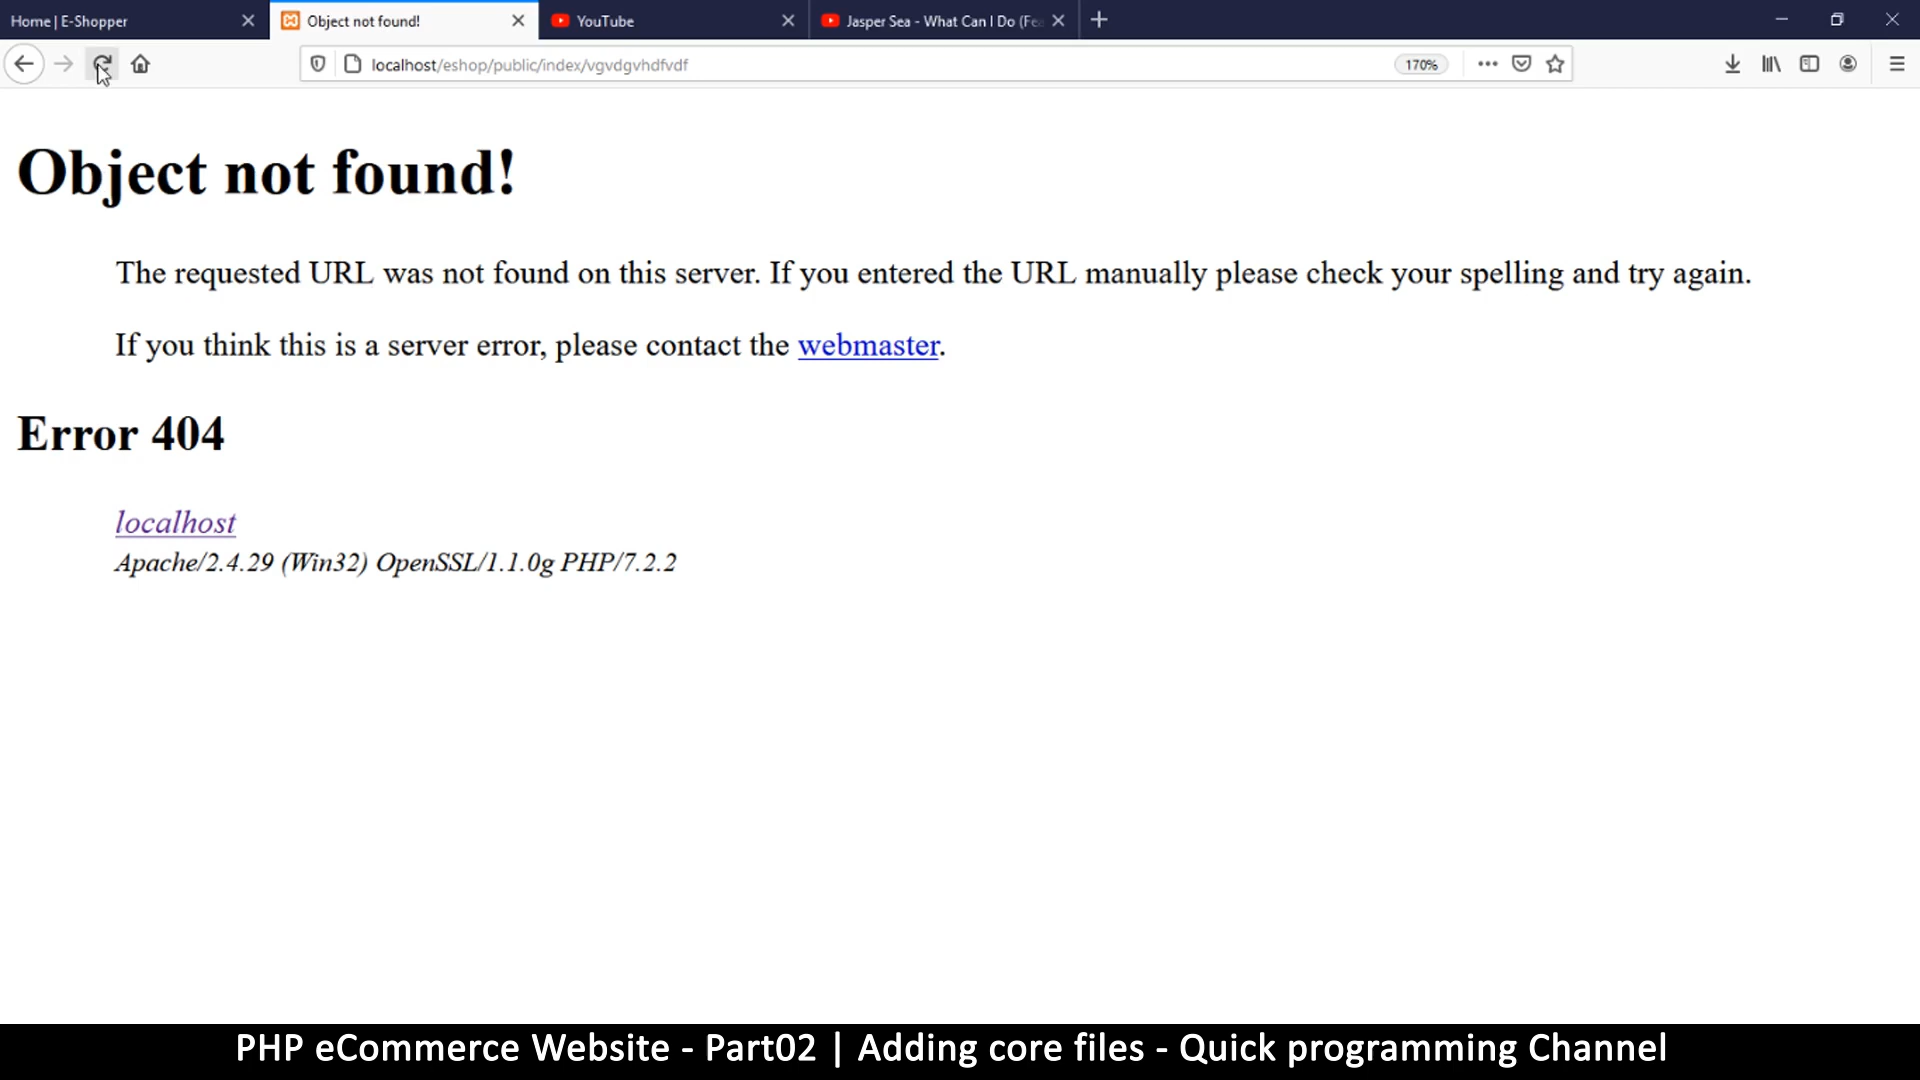 Home | E-Shopper
Object not found!
YouTube
Jasper Sea - What Can I Do (Fea
localhost/eshop/public/index/vgvdgvhdfvdf
170%
Object not found!
The requested URL was not found on this server. If you entered the URL manually please check your spelling and try again.
If you think this is a server error, please contact the webmaster.
Error 404
localhost
Apache/2.4.29 (Win32) OpenSSL/1.1.0g PHP/7.2.2
PHP eCommerce Website - Part02 | Adding core files - Quick programming Channel